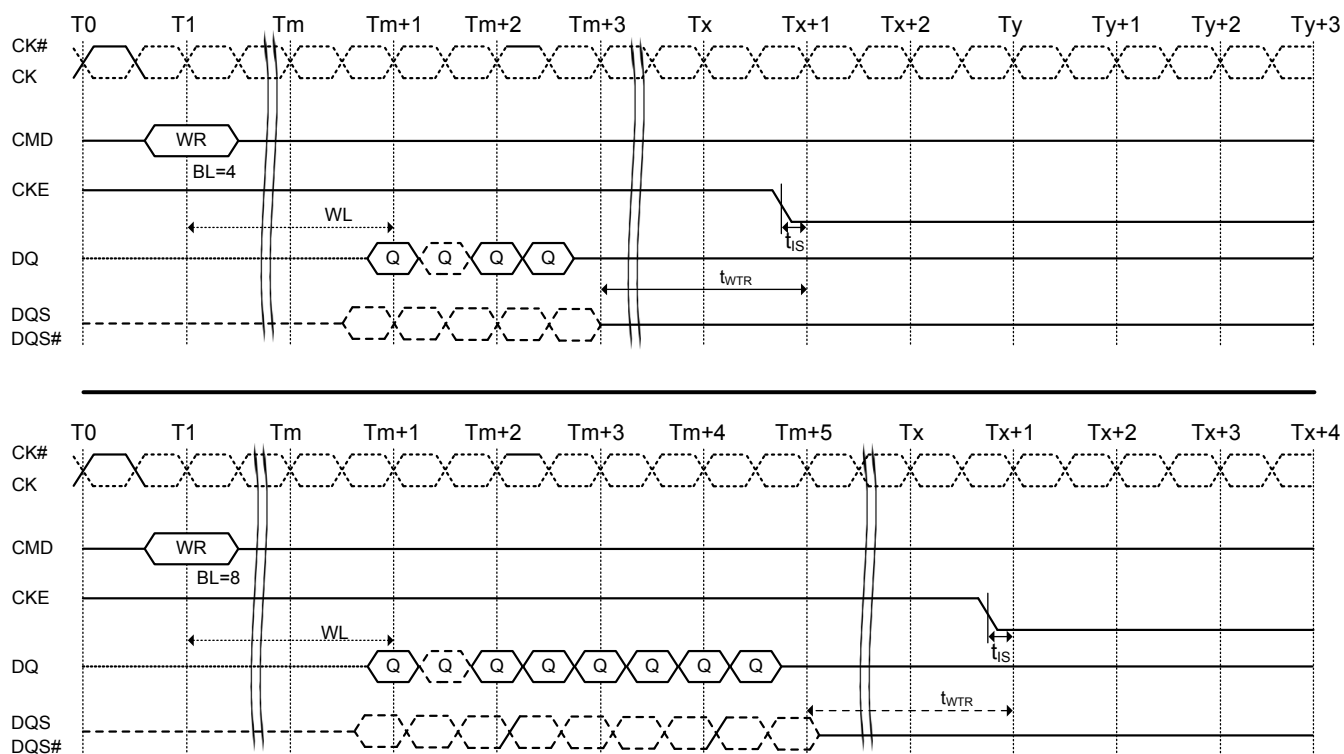 T0 T1 Tm Tm+1 Tm+2 Tm+3 Tx Tx+1 Tx+2 Ty Ty+1 Ty+2 Ty+3
CK#
CK
CMD WR
BL=4
CKE
WL
tIS
DQ Q Q Q Q
tWTR
DQS
DQS#
T0 T1 Tm Tm+1 Tm+2 Tm+3 Tm+4 Tm+5 Tx Tx+1 Tx+2 Tx+3 Tx+4
CK#
CK
CMD WR
BL=8
CKE
WL
tIS
DQ Q Q Q Q Q Q Q Q
tWTR
DQS
DQS#